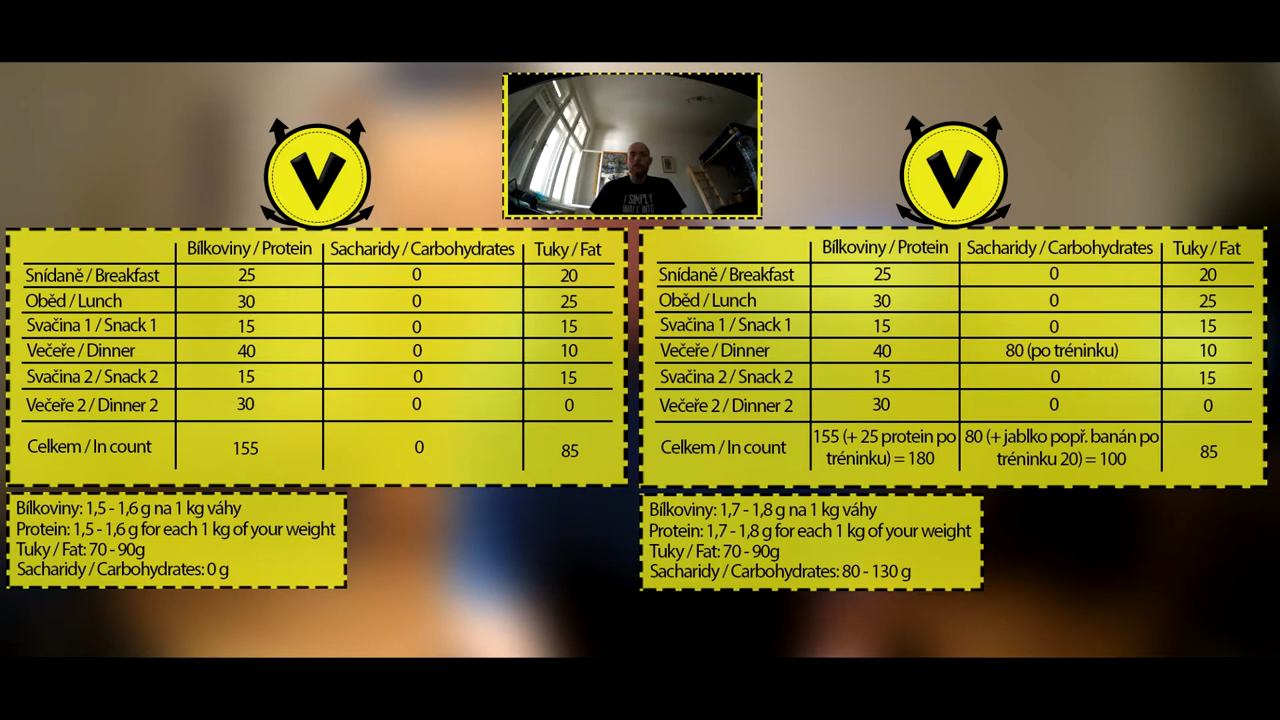 I SIMPLY
WALK INTO
V
Bílkoviny / Protein Sacharidy / Carbohydrates Tuky / Fat
Snídaně / Breakfast 25 0 20
Oběd / Lunch 30 0 25
Svačina 1 / Snack 1 15 0 15
Večeře / Dinner 40 0 10
Svačina 2 / Snack 2 15 0 15
Večeře 2 / Dinner 2 30 0 0
Celkem / In count 155 0 85
Bílkoviny: 1,5 - 1,6 g na 1 kg váhy
Protein: 1,5 - 1,6 g for each 1 kg of your weight
Tuky / Fat: 70 - 90g
Sacharidy / Carbohydrates: 0 g
V
Bílkoviny / Protein Sacharidy / Carbohydrates Tuky / Fat
Snídaně / Breakfast 25 0 20
Oběd / Lunch 30 0 25
Svačina 1 / Snack 1 15 0 15
Večeře / Dinner 40 80 (po tréninku) 10
Svačina 2 / Snack 2 15 0 15
Večeře 2 / Dinner 2 30 0 0
Celkem / In count 155 (+ 25 protein po tréninku) = 180 80 (+ jablko popř. banán po tréninku 20) = 100 85
Bílkoviny: 1,7 - 1,8 g na 1 kg váhy
Protein: 1,7 - 1,8 g for each 1 kg of your weight
Tuky / Fat: 70 - 90g
Sacharidy / Carbohydrates: 80 - 130 g